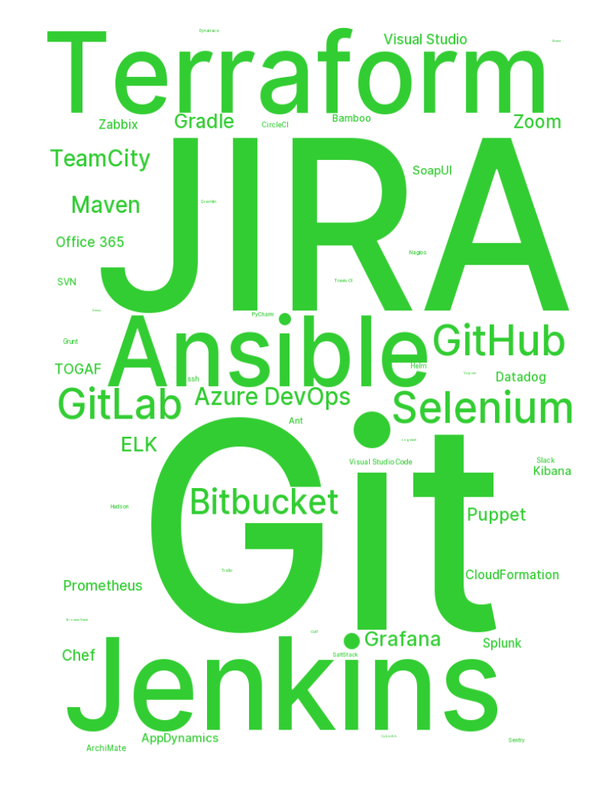 Dynatrace
Terraform
Visual Studio
Zabbix
Gradle
CircleCI
Bamboo
Zoom
JIRA
TeamCity
SoapUI
Maven
Office 365
Nagios
SVN
Travis CI
PyCharm
Ansible
GitHub
Grunt
TOGAF
Helm
Datadog
ssh
GitLab
Azure DevOps
Selenium
Ant
Git
ELK
Visual Studio Code
Slack
Kibana
Bitbucket
Hudson
Puppet
CloudFormation
Prometheus
Grafana
Splunk
Jenkins
Chef
SaltStack
AppDynamics
Sentry
ArchiMate